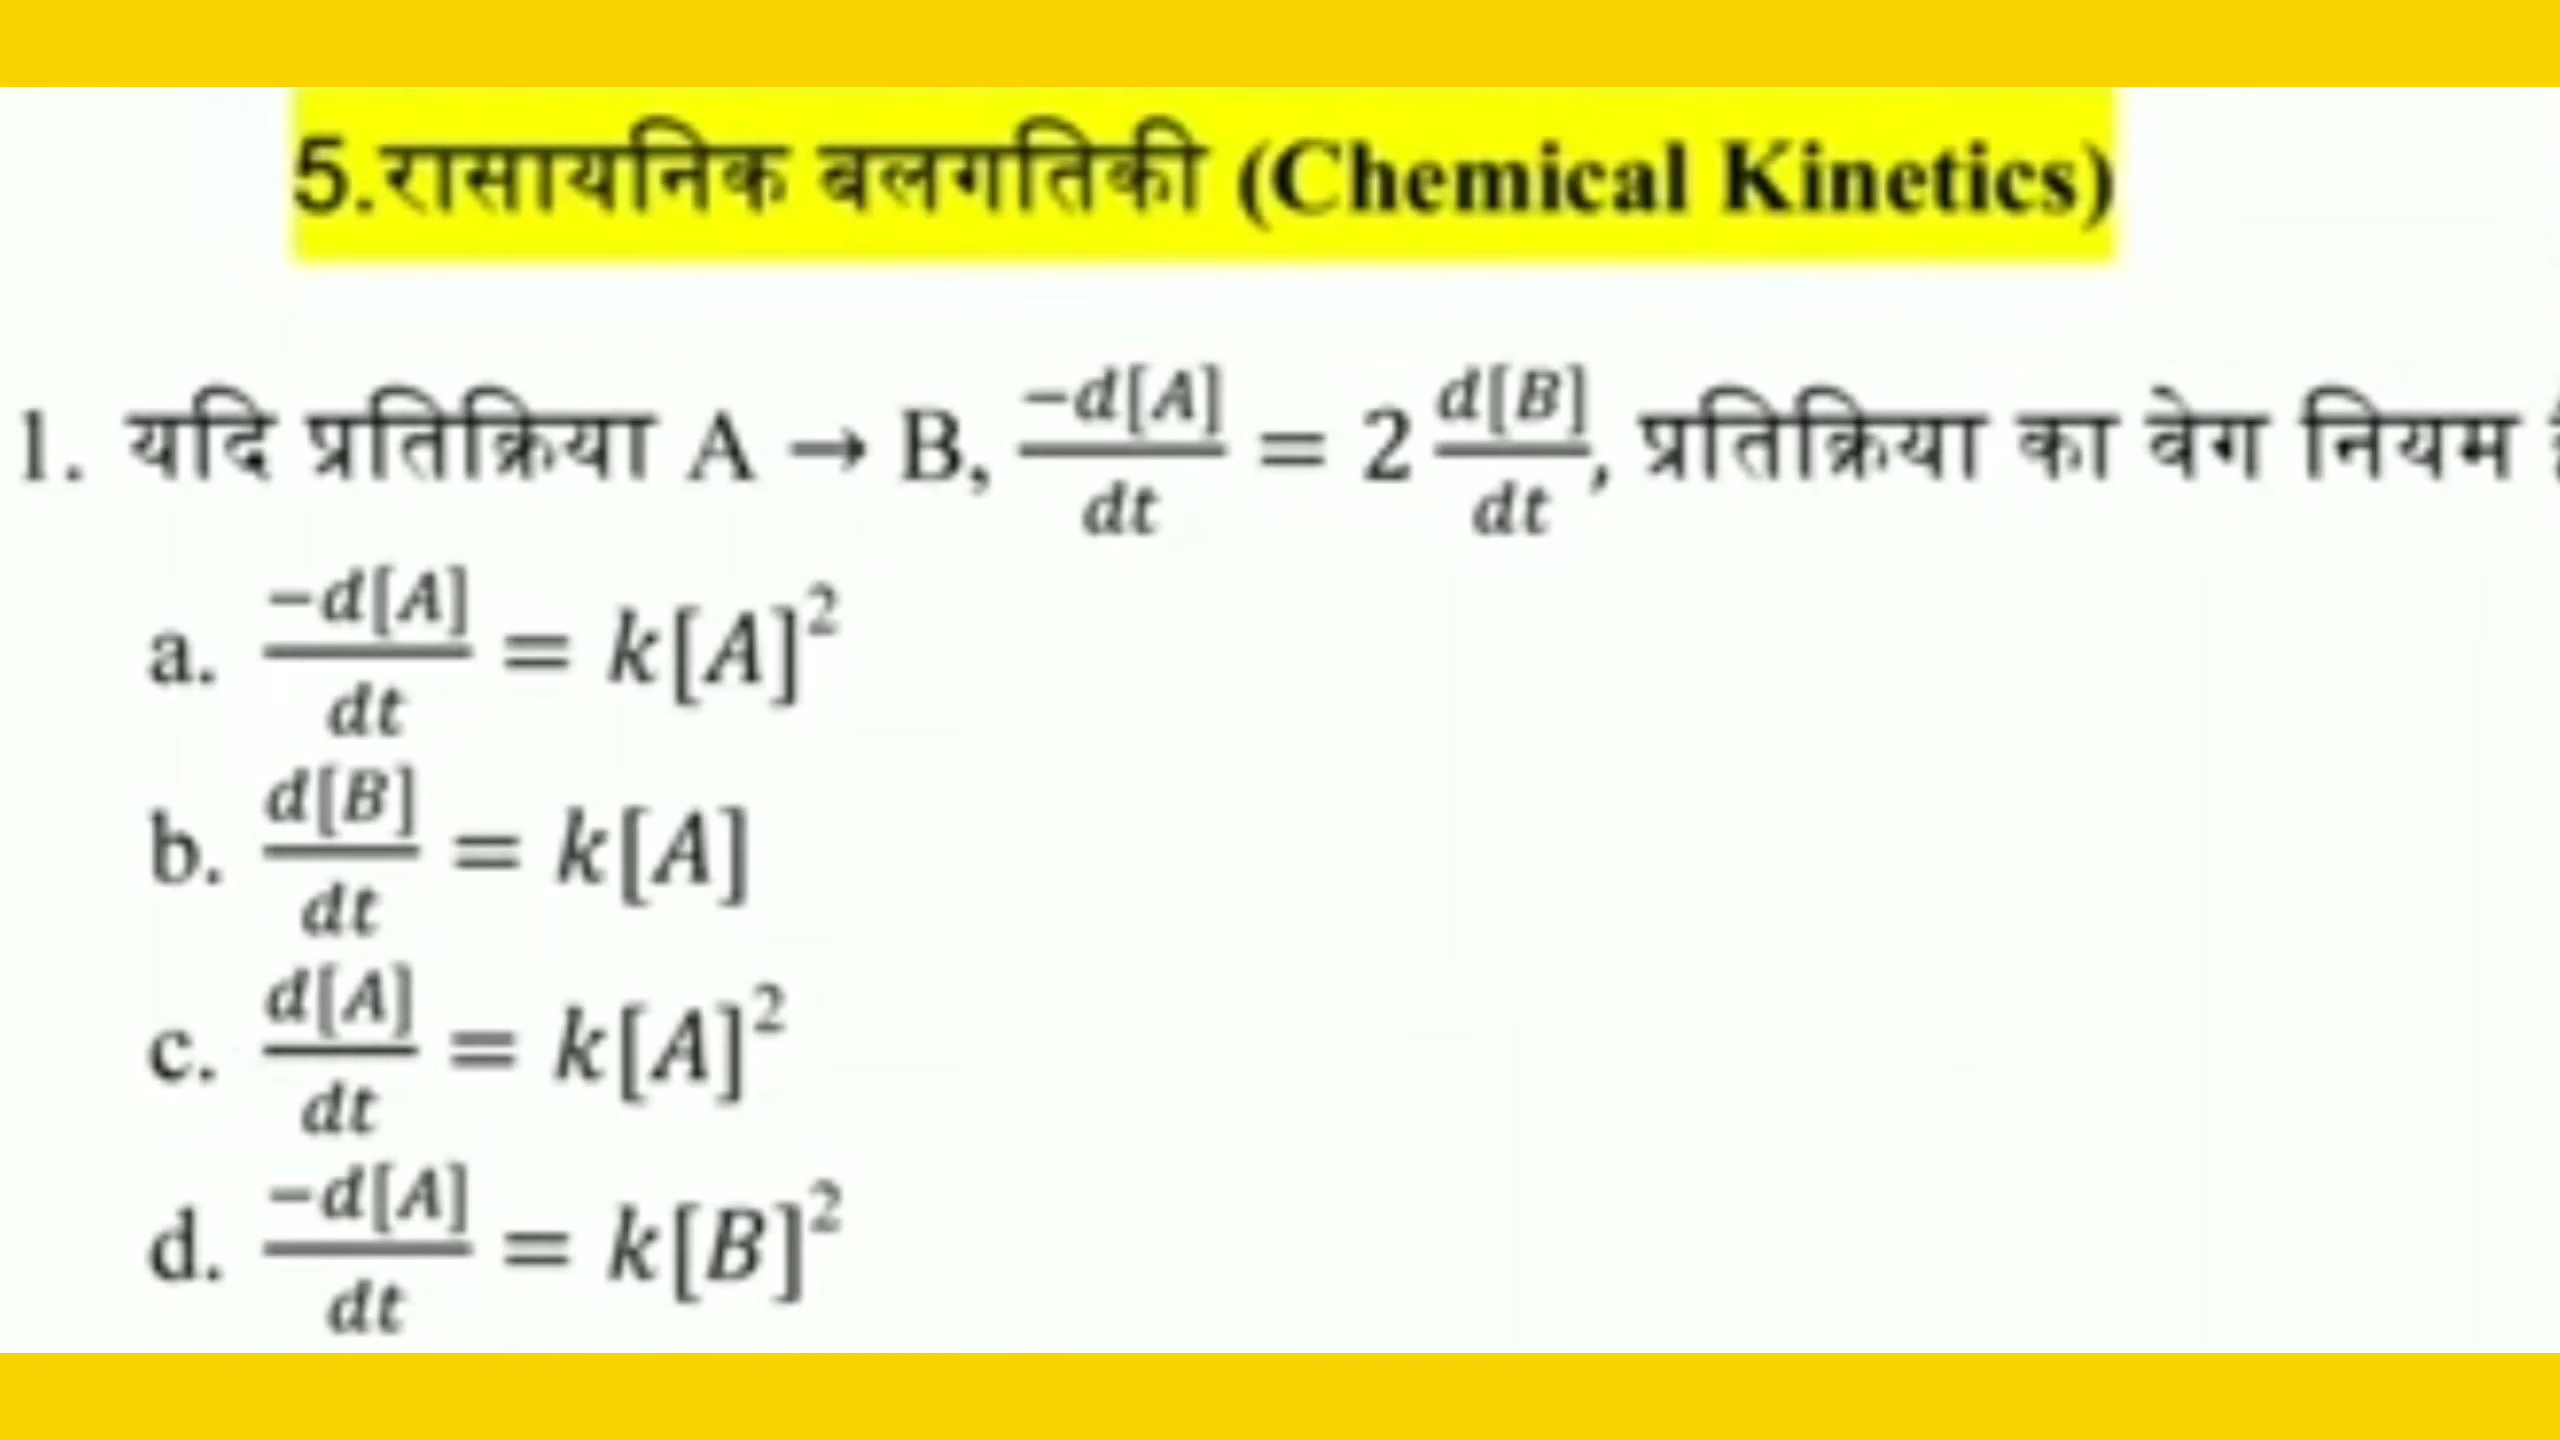 5.रासायनिक बलगतिकी (Chemical Kinetics)
1. यदि प्रतिक्रिया A → B, −d[A]/dt = 2 d[B]/dt, प्रतिक्रिया का वेग नियम
a. −d[A]/dt = k[A]²
b. d[B]/dt = k[A]
c. d[A]/dt = k[A]²
d. −d[A]/dt = k[B]²